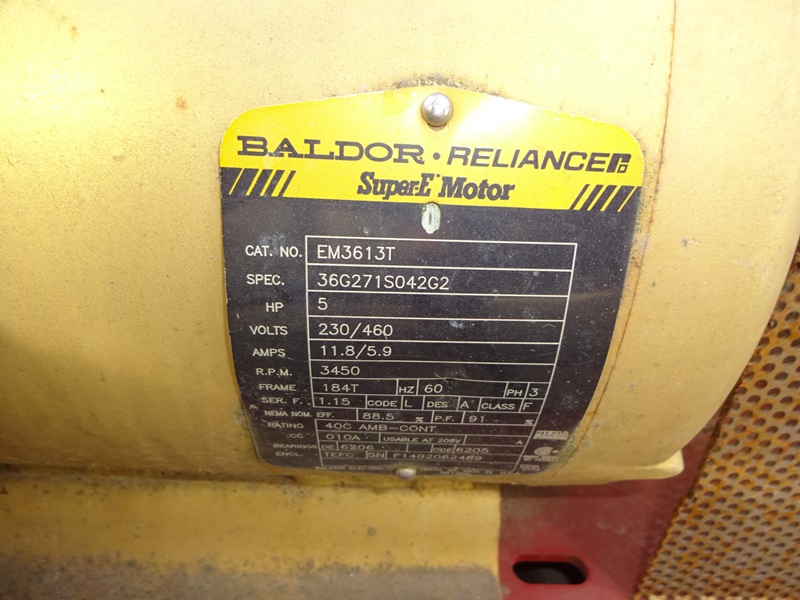 BALDOR · RELIANCE
Super-E Motor
CAT. NO. EM3613T
SPEC. 36G271S042G2
HP 5
VOLTS 230/460
AMPS 11.8/5.9
R.P.M. 3450
FRAME 184T HZ 60 PH 3
SER. F. 1.15 CODE L DES A CLASS F
NEMA NOM. EFF. 88.5 % P.F. 91 %
RATING 40C AMB-CONT
CC 010A USABLE AT 208V A
BEARINGS DE 6206 ODE 6205
ENCL. TEFC SN F1402062489